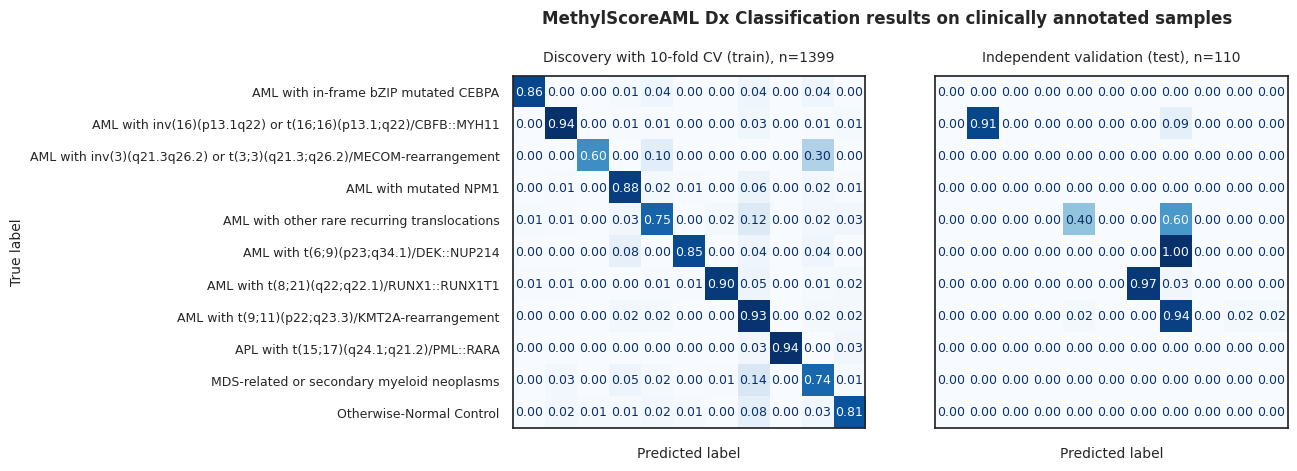 MethylScoreAML Dx Classification results on clinically annotated samples
Discovery with 10-fold CV (train), n=1399
Independent validation (test), n=110
True label
AML with in-frame bZIP mutated CEBPA 0.86 0.00 0.00 0.01 0.04 0.00 0.00 0.04 0.00 0.04 0.00 0.00 0.00 0.00 0.00 0.00 0.00 0.00 0.00 0.00 0.00 0.00
AML with inv(16)(p13.1q22) or t(16;16)(p13.1;q22)/CBFB::MYH11 0.00 0.94 0.00 0.01 0.01 0.00 0.00 0.03 0.00 0.01 0.01 0.00 0.91 0.00 0.00 0.00 0.00 0.00 0.09 0.00 0.00 0.00
AML with inv(3)(q21.3q26.2) or t(3;3)(q21.3;q26.2)/MECOM-rearrangement 0.00 0.00 0.60 0.00 0.10 0.00 0.00 0.00 0.00 0.30 0.00 0.00 0.00 0.00 0.00 0.00 0.00 0.00 0.00 0.00 0.00 0.00
AML with mutated NPM1 0.00 0.01 0.00 0.88 0.02 0.01 0.00 0.06 0.00 0.02 0.01 0.00 0.00 0.00 0.00 0.00 0.00 0.00 0.00 0.00 0.00 0.00
AML with other rare recurring translocations 0.01 0.01 0.00 0.03 0.75 0.00 0.02 0.12 0.00 0.02 0.03 0.00 0.00 0.00 0.00 0.40 0.00 0.00 0.60 0.00 0.00 0.00
AML with t(6;9)(p23;q34.1)/DEK::NUP214 0.00 0.00 0.00 0.08 0.00 0.85 0.00 0.04 0.00 0.04 0.00 0.00 0.00 0.00 0.00 0.00 0.00 0.00 1.00 0.00 0.00 0.00
AML with t(8;21)(q22;q22.1)/RUNX1::RUNX1T1 0.01 0.01 0.00 0.00 0.01 0.01 0.90 0.05 0.00 0.01 0.02 0.00 0.00 0.00 0.00 0.00 0.00 0.97 0.03 0.00 0.00 0.00
AML with t(9;11)(p22;q23.3)/KMT2A-rearrangement 0.00 0.00 0.00 0.02 0.02 0.00 0.00 0.93 0.00 0.02 0.02 0.00 0.00 0.00 0.00 0.02 0.00 0.00 0.94 0.00 0.02 0.02
APL with t(15;17)(q24.1;q21.2)/PML::RARA 0.00 0.00 0.00 0.00 0.00 0.00 0.00 0.03 0.94 0.00 0.03 0.00 0.00 0.00 0.00 0.00 0.00 0.00 0.00 0.00 0.00 0.00
MDS-related or secondary myeloid neoplasms 0.00 0.03 0.00 0.05 0.02 0.00 0.01 0.14 0.00 0.74 0.01 0.00 0.00 0.00 0.00 0.00 0.00 0.00 0.00 0.00 0.00 0.00
Otherwise-Normal Control 0.00 0.02 0.01 0.01 0.02 0.01 0.00 0.08 0.00 0.03 0.81 0.00 0.00 0.00 0.00 0.00 0.00 0.00 0.00 0.00 0.00 0.00
Predicted label
Predicted label